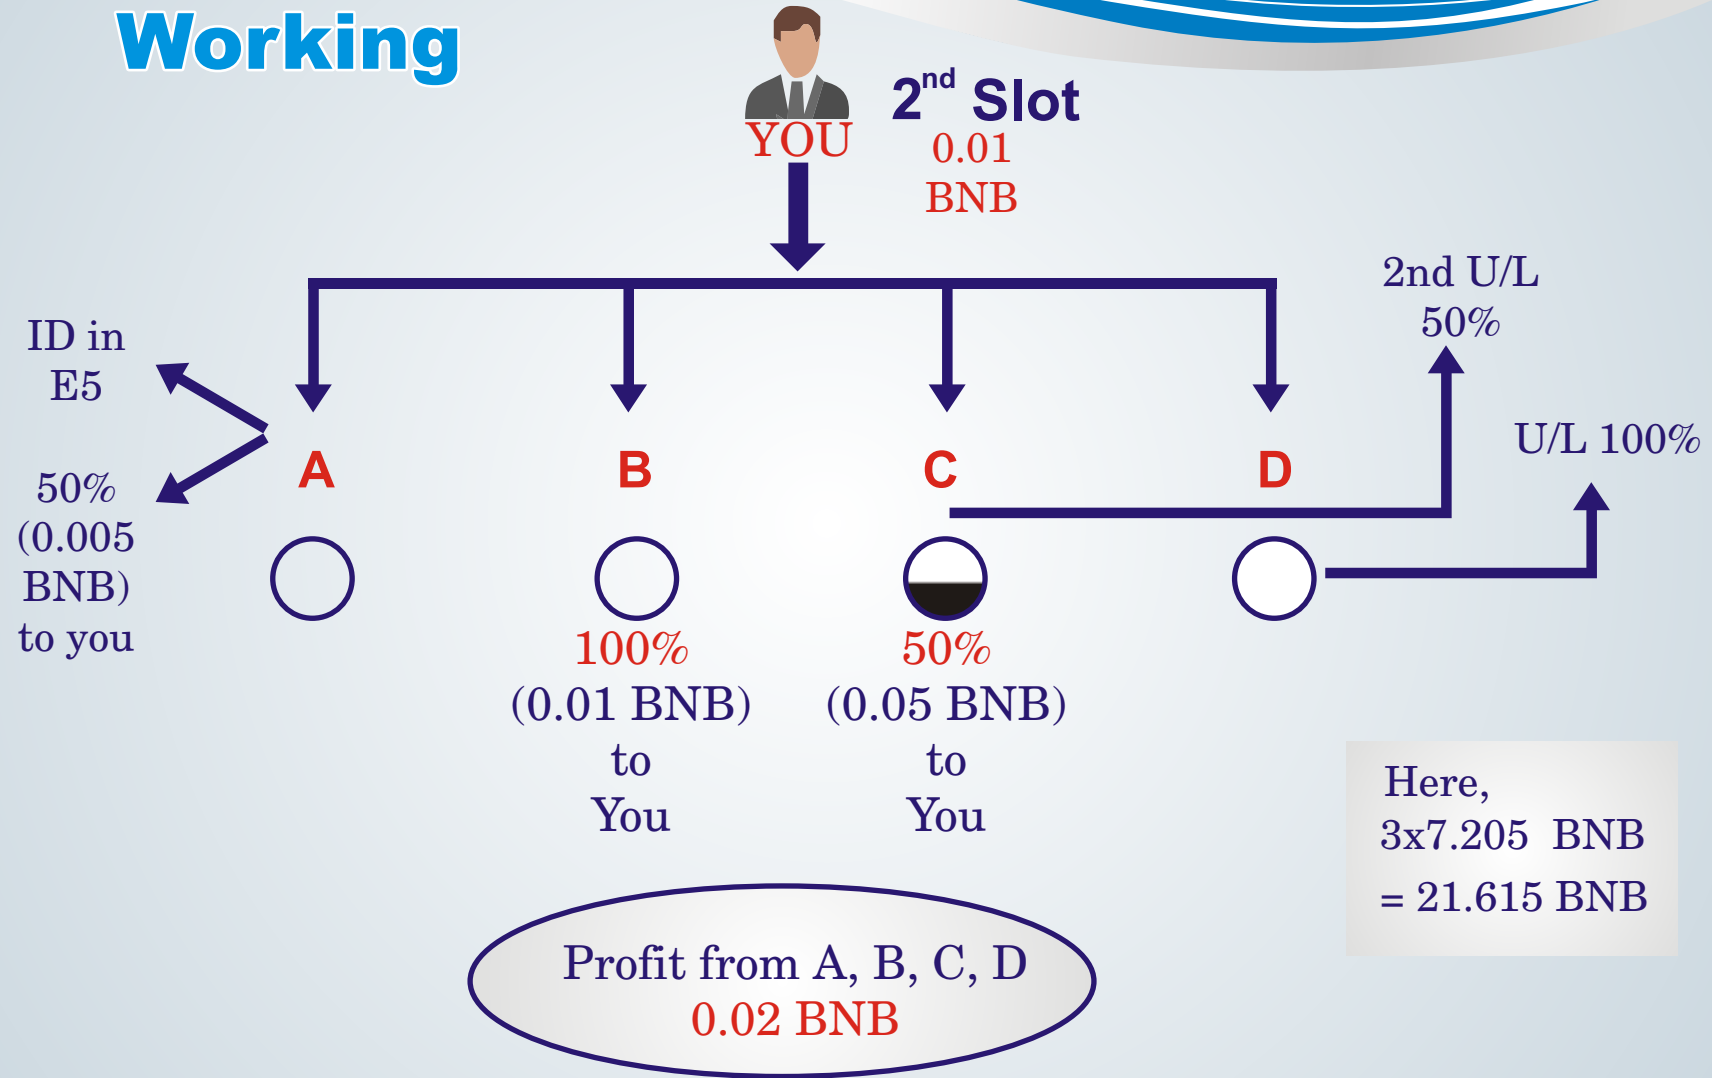 Working
YOU
2nd Slot
0.01
BNB
2nd U/L
50%
U/L 100%
ID in
E5
50%
(0.005
BNB)
to you
A
B
C
D
100%
(0.01 BNB)
to
You
50%
(0.05 BNB)
to
You
Here,
3x7.205 BNB
= 21.615 BNB
Profit from A, B, C, D
0.02 BNB